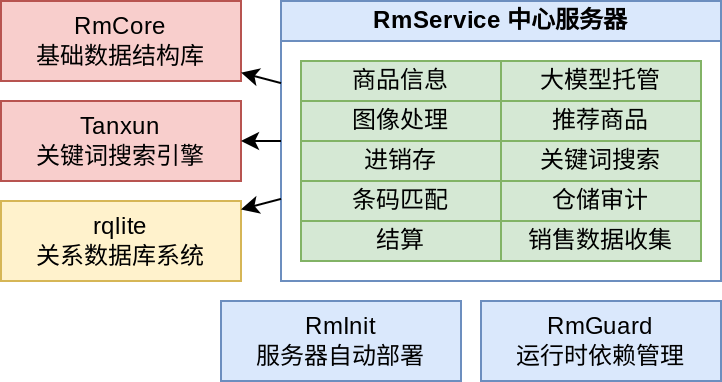 RmCore
基础数据结构库
Tanxun
关键词搜索引擎
rqlite
关系数据库系统
RmService 中心服务器
商品信息
大模型托管
图像处理
推荐商品
进销存
关键词搜索
条码匹配
仓储审计
结算
销售数据收集
RmInit
服务器自动部署
RmGuard
运行时依赖管理